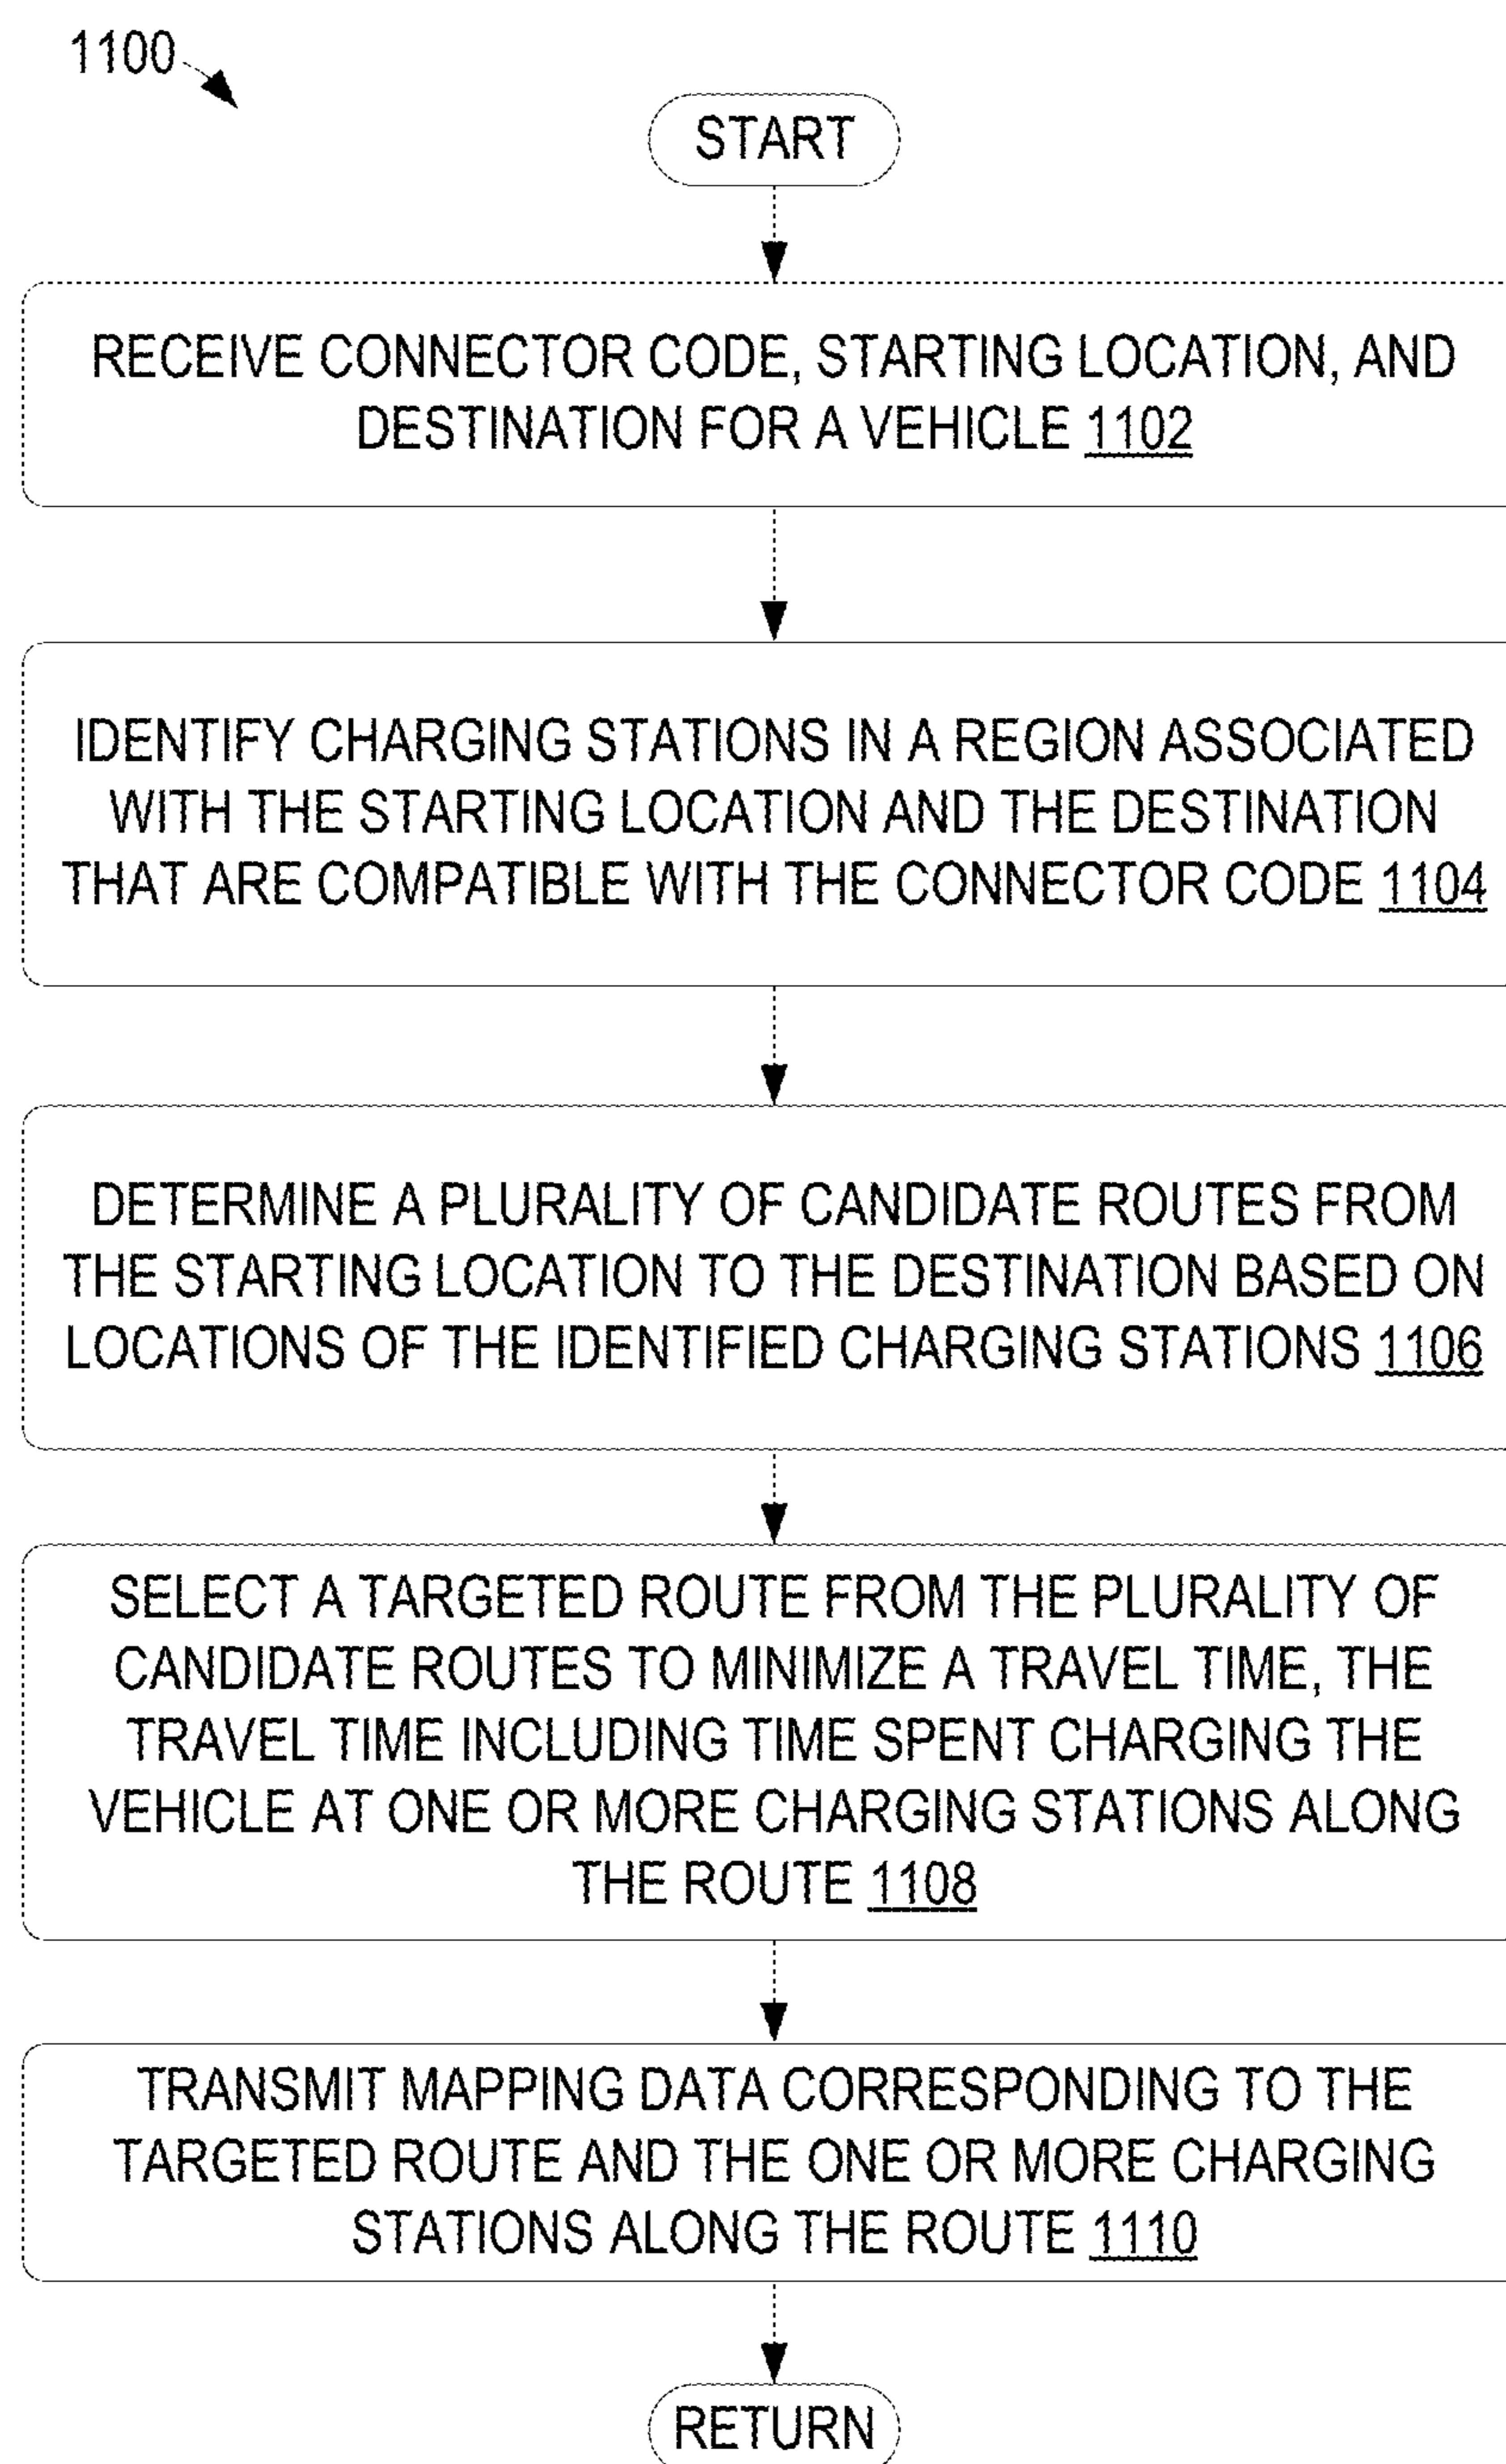 1100
START
RECEIVE CONNECTOR CODE, STARTING LOCATION, AND
DESTINATION FOR A VEHICLE 1102
IDENTIFY CHARGING STATIONS IN A REGION ASSOCIATED
WITH THE STARTING LOCATION AND THE DESTINATION
THAT ARE COMPATIBLE WITH THE CONNECTOR CODE 1104
DETERMINE A PLURALITY OF CANDIDATE ROUTES FROM
THE STARTING LOCATION TO THE DESTINATION BASED ON
LOCATIONS OF THE IDENTIFIED CHARGING STATIONS 1106
SELECT A TARGETED ROUTE FROM THE PLURALITY OF
CANDIDATE ROUTES TO MINIMIZE A TRAVEL TIME, THE
TRAVEL TIME INCLUDING TIME SPENT CHARGING THE
VEHICLE AT ONE OR MORE CHARGING STATIONS ALONG
THE ROUTE 1108
TRANSMIT MAPPING DATA CORRESPONDING TO THE
TARGETED ROUTE AND THE ONE OR MORE CHARGING
STATIONS ALONG THE ROUTE 1110
RETURN